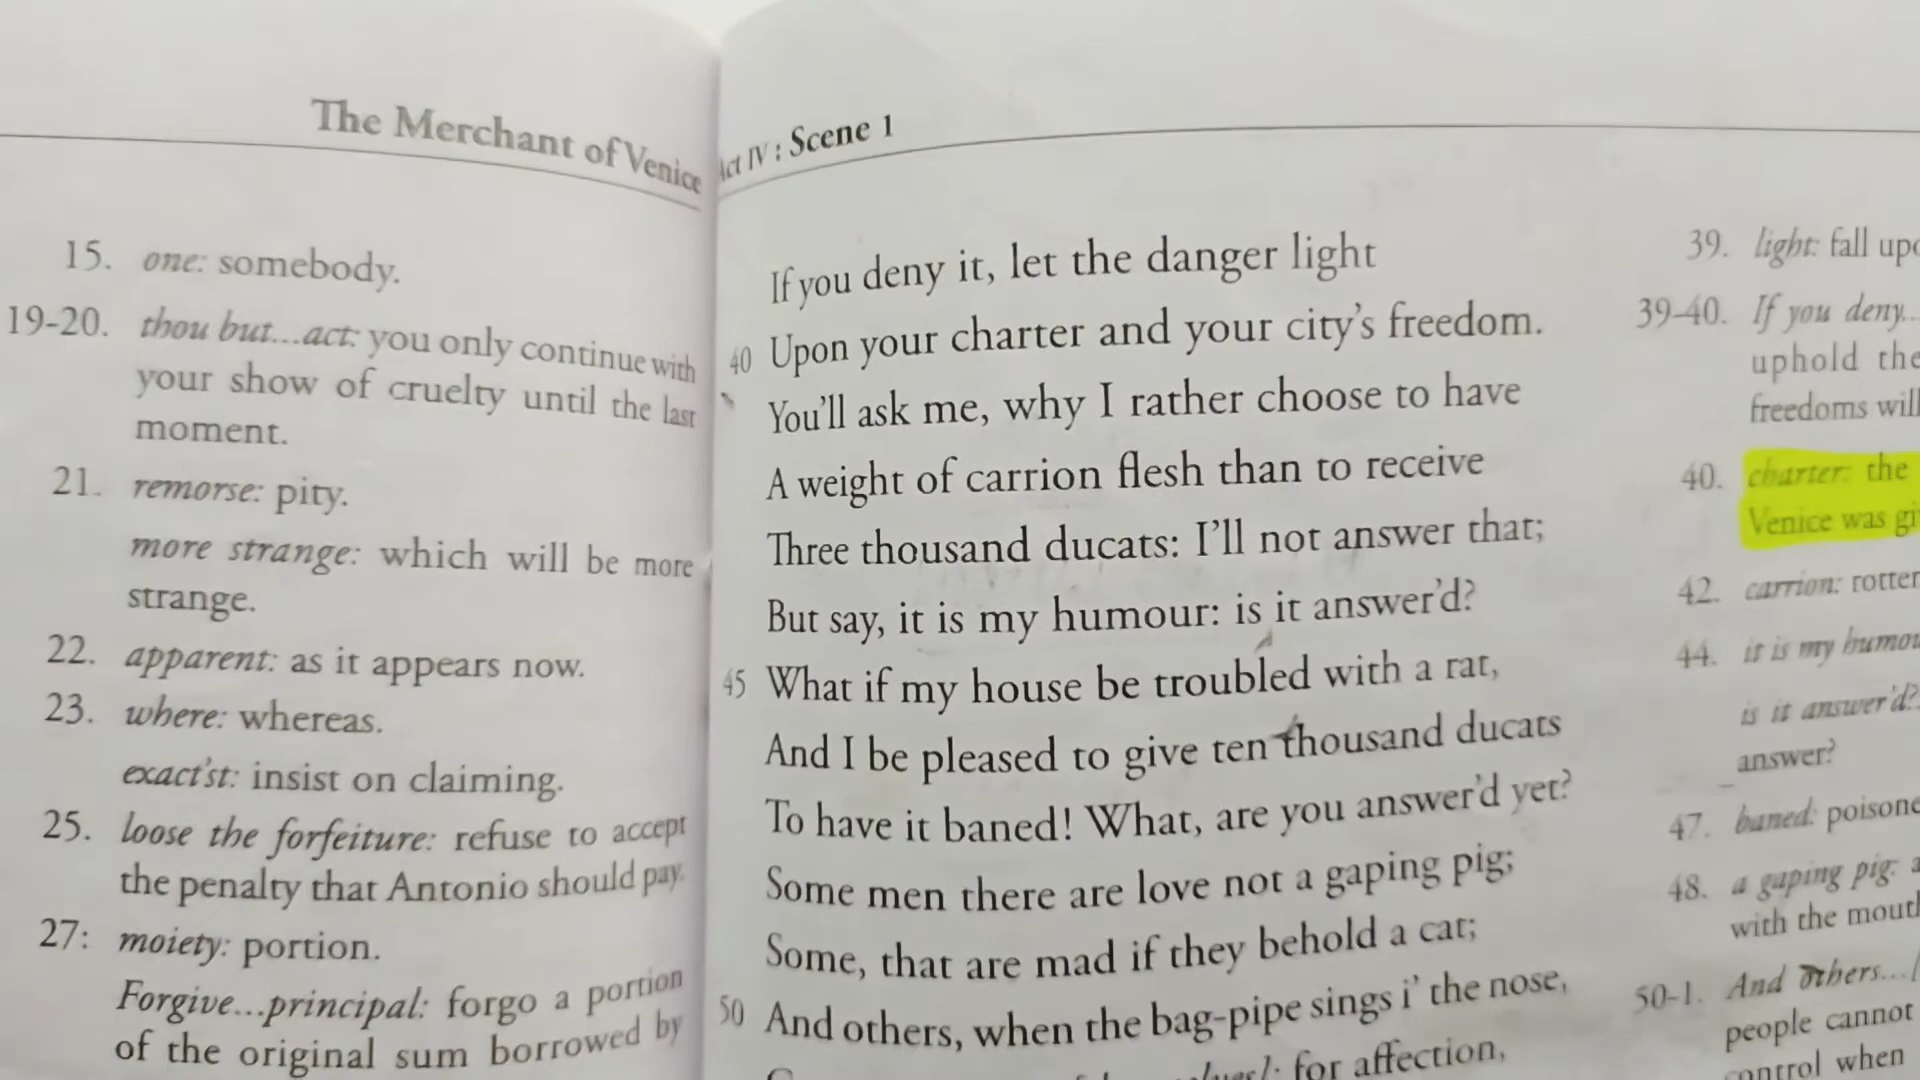 The Merchant of Venice
15. one: somebody.
19-20. thou but...act: you only continue with
your show of cruelty until the last
moment.
21. remorse: pity.
more strange: which will be more
strange.
22. apparent: as it appears now.
23. where: whereas.
exact'st: insist on claiming.
25. loose the forfeiture: refuse to accept
the penalty that Antonio should pay.
27: moiety: portion.
Forgive...principal: forgo a portion
of the original sum borrowed by
Act IV : Scene 1
If you deny it, let the danger light
40 Upon your charter and your city's freedom.
You'll ask me, why I rather choose to have
A weight of carrion flesh than to receive
Three thousand ducats: I'll not answer that;
But say, it is my humour: is it answer'd?
45 What if my house be troubled with a rat,
And I be pleased to give ten thousand ducats
To have it baned! What, are you answer'd yet?
Some men there are love not a gaping pig;
Some, that are mad if they behold a cat;
50 And others, when the bag-pipe sings i' the nose,
for affection,
39. light: fall
39-40. If you deny...
uphold the
freedoms will
40. charter: the
Venice was
42. carrion:
44. it is my
is it answer'd?
answer?
47. baned:
48. a gaping pig:
with the
50-1. And others...
people cannot
control when